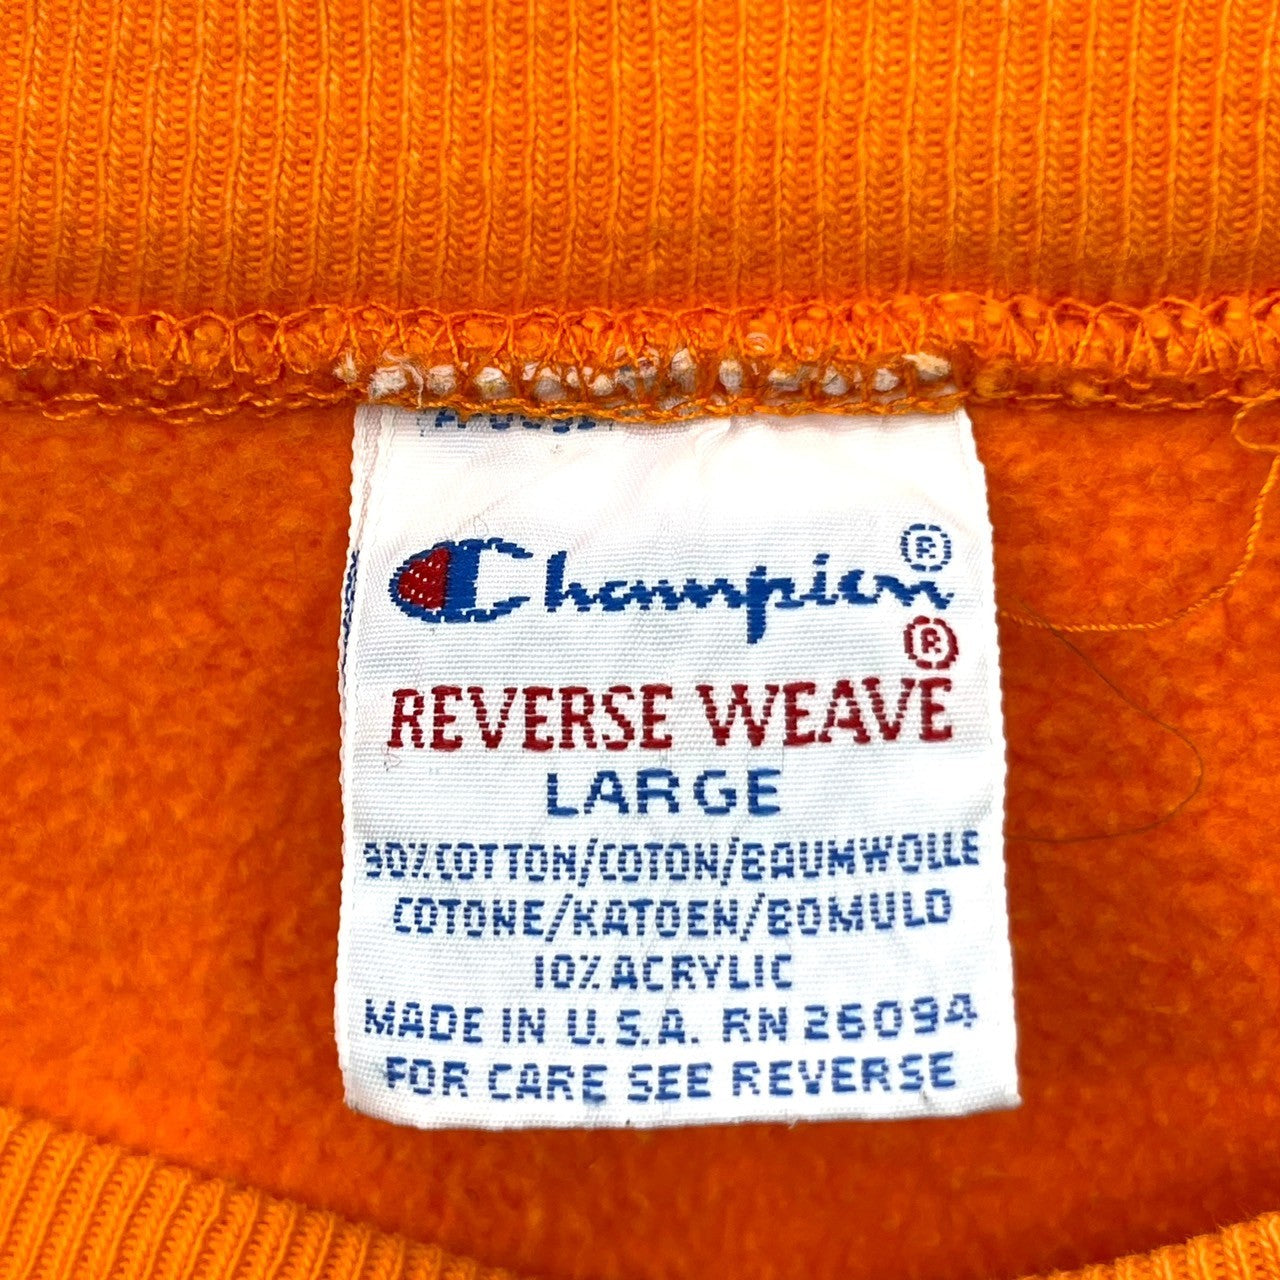 Champion®
®
REVERSE WEAVE
LARGE
90%COTTON/COTON/BAUMWOLLE
COTONE/KATOEN/BOMULD
10%ACRYLIC
MADE IN U.S.A. RN 26094
FOR CARE SEE REVERSE